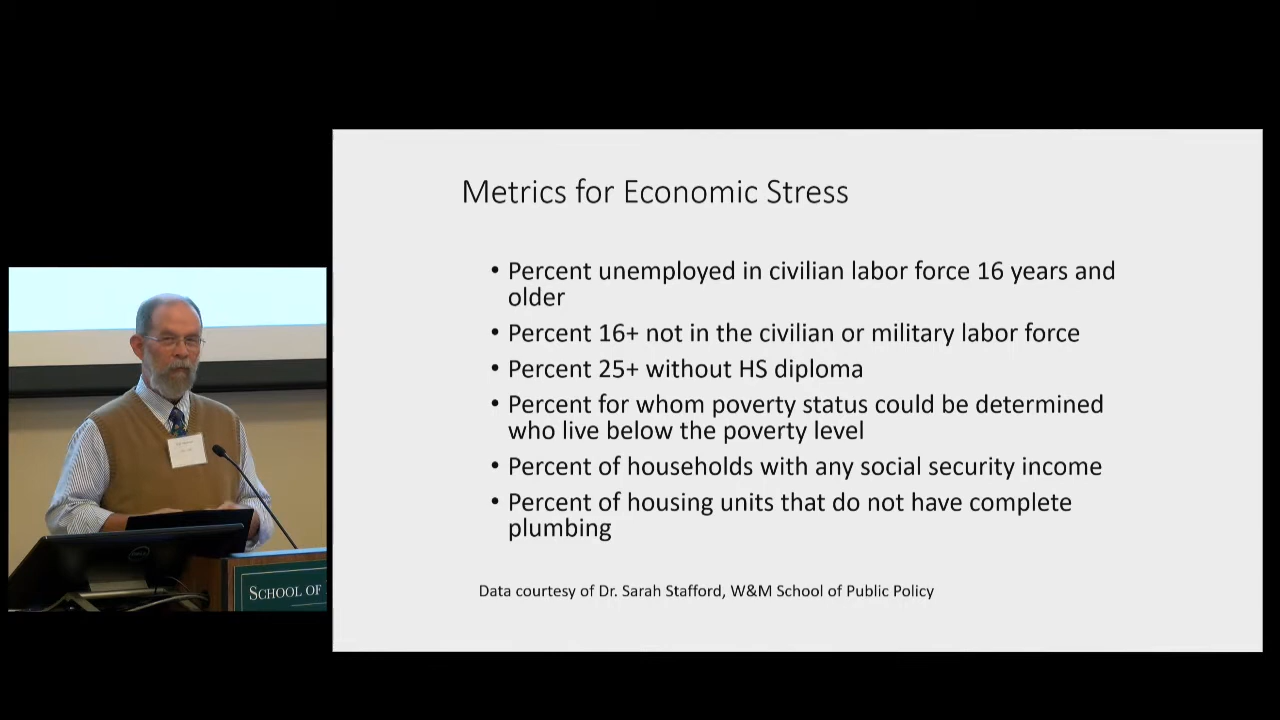 Metrics for Economic Stress
• Percent unemployed in civilian labor force 16 years and
older
• Percent 16+ not in the civilian or military labor force
• Percent 25+ without HS diploma
• Percent for whom poverty status could be determined
who live below the poverty level
• Percent of households with any social security income
• Percent of housing units that do not have complete
plumbing
Data courtesy of Dr. Sarah Stafford, W&M School of Public Policy
DELL
SCHOOL OF